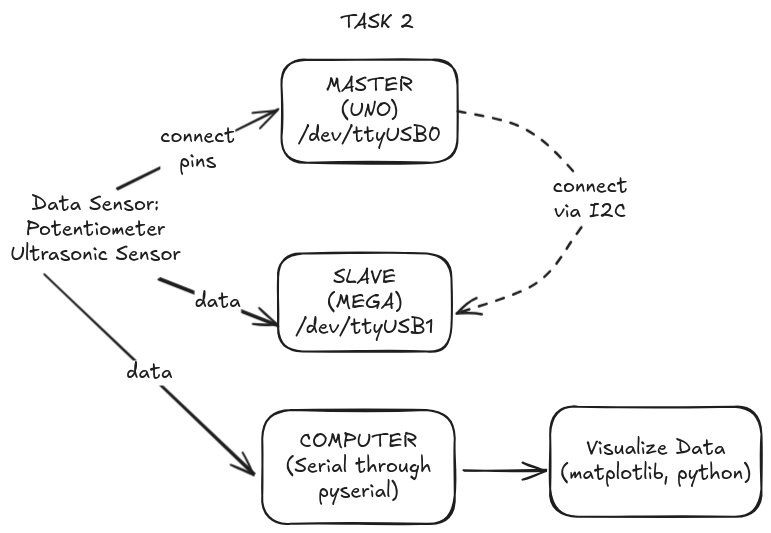 TASK 2
MASTER
(UNO)
/dev/ttyUSB0
connect
pins
connect
via I2C
Data Sensor:
Potentiometer
Ultrasonic Sensor
SLAVE
(MEGA)
/dev/ttyUSB1
data
data
COMPUTER
(Serial through
pyserial)
Visualize Data
(matplotlib, python)